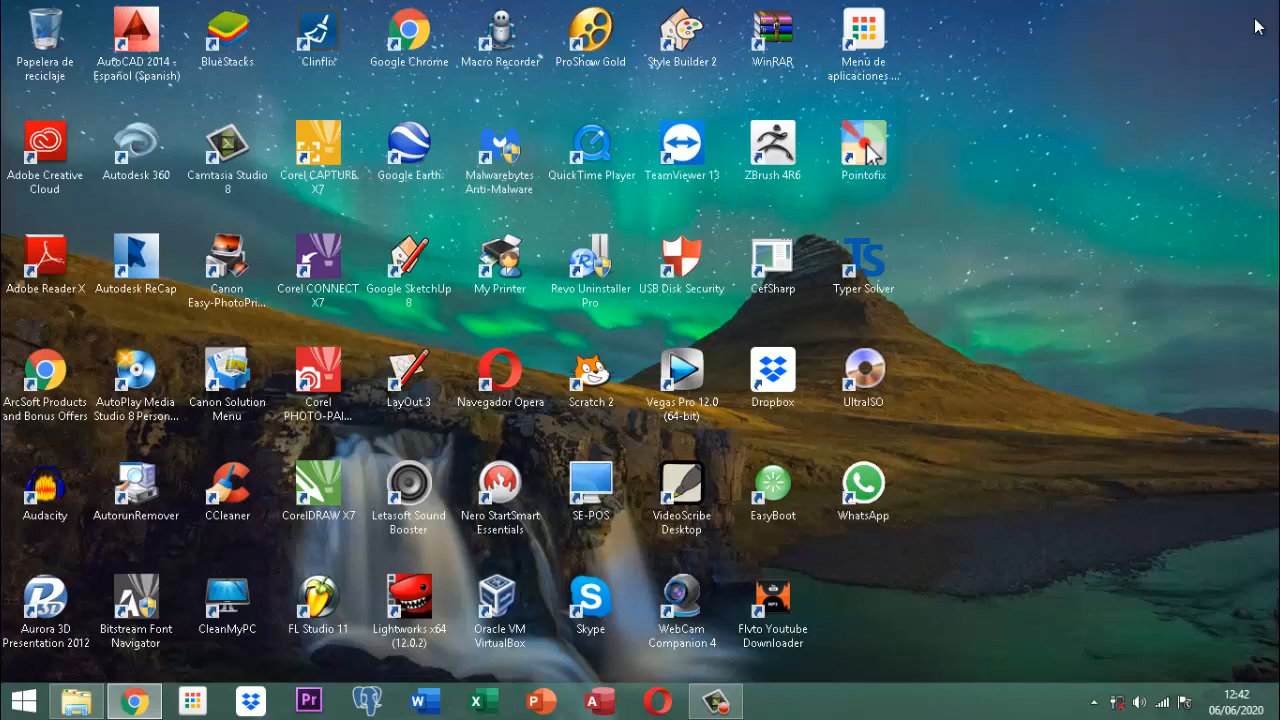 Papelera de
reciclaje
AutoCAD 2014 -
Español (Spanish)
BlueStacks
Clinflix
Google Chrome
Macro Recorder
ProShow Gold
Style Builder 2
WinRAR
Menú de
aplicaciones ...
Adobe Creative
Cloud
Autodesk 360
Camtasia Studio
8
Corel CAPTURE
X7
Google Earth
Malwarebytes
Anti-Malware
QuickTime Player
TeamViewer 13
ZBrush 4R6
Pointofix
Adobe Reader X
Autodesk ReCap
Canon
Easy-PhotoPri...
Corel CONNECT
X7
Google SketchUp
8
My Printer
Revo Uninstaller
Pro
USB Disk Security
CefSharp
Ts
Typer Solver
ArcSoft Products
and Bonus Offers
AutoPlay Media
Studio 8 Person...
Canon Solution
Menu
Corel
PHOTO-PAI...
LayOut 3
Navegador Opera
Scratch 2
Vegas Pro 12.0
(64-bit)
Dropbox
UltraISO
Audacity
AutorunRemover
CCleaner
CorelDRAW X7
Letasoft Sound
Booster
Nero StartSmart
Essentials
SE-POS
VideoScribe
Desktop
EasyBoot
WhatsApp
Aurora 3D
Presentation 2012
Bitstream Font
Navigator
CleanMyPC
FL Studio 11
Lightworks x64
(12.0.2)
Oracle VM
VirtualBox
Skype
WebCam
Companion 4
Flvto Youtube
Downloader
Pr
W
X
P
A
12:42
06/06/2020